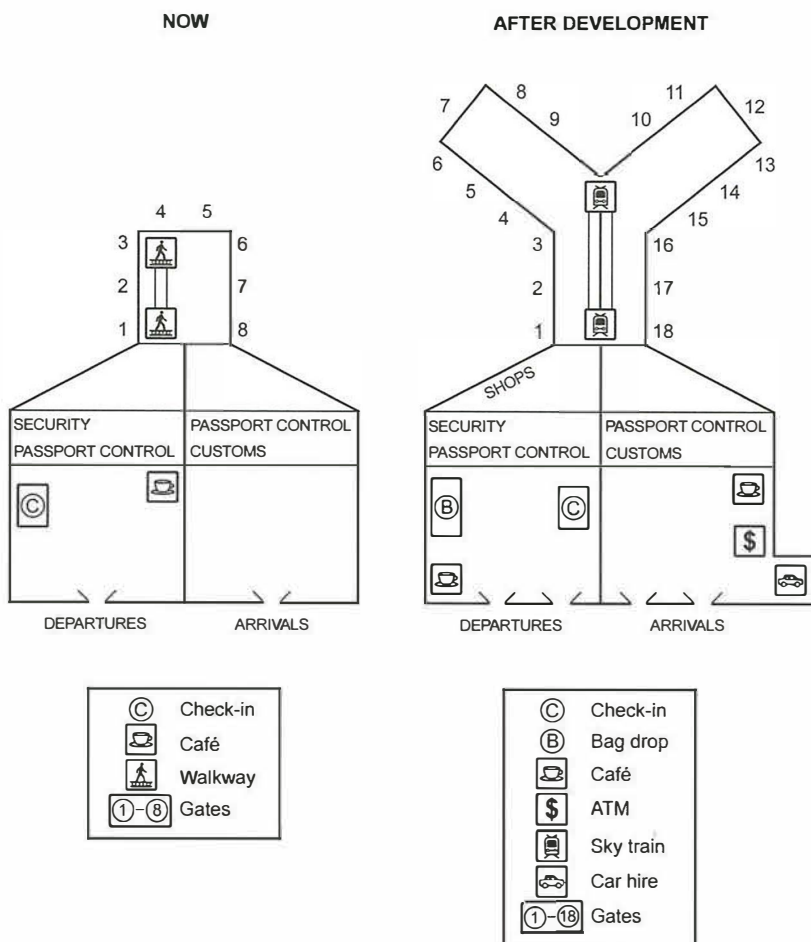 NOW
4 5
3 6
2 7
1 8
SECURITY
PASSPORT CONTROL
PASSPORT CONTROL
CUSTOMS
C
DEPARTURES
ARRIVALS
C Check-in
Café
Walkway
1 - 8 Gates
AFTER DEVELOPMENT
8 11
7 9 10 12
6 13
5 14
4 15
3 16
2 17
1 18
SHOPS
SECURITY
PASSPORT CONTROL
PASSPORT CONTROL
CUSTOMS
B
C
$
DEPARTURES
ARRIVALS
C Check-in
B Bag drop
Café
$ ATM
Sky train
Car hire
1 - 18 Gates